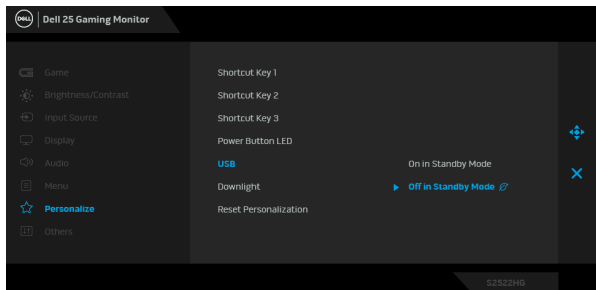 DELL Dell 25 Gaming Monitor
Game
Brightness/Contrast
Input Source
Display
Audio
Menu
Personalize
Others
Shortcut Key 1
Shortcut Key 2
Shortcut Key 3
Power Button LED
USB On in Standby Mode
Downlight Off in Standby Mode
Reset Personalization
S2522HG